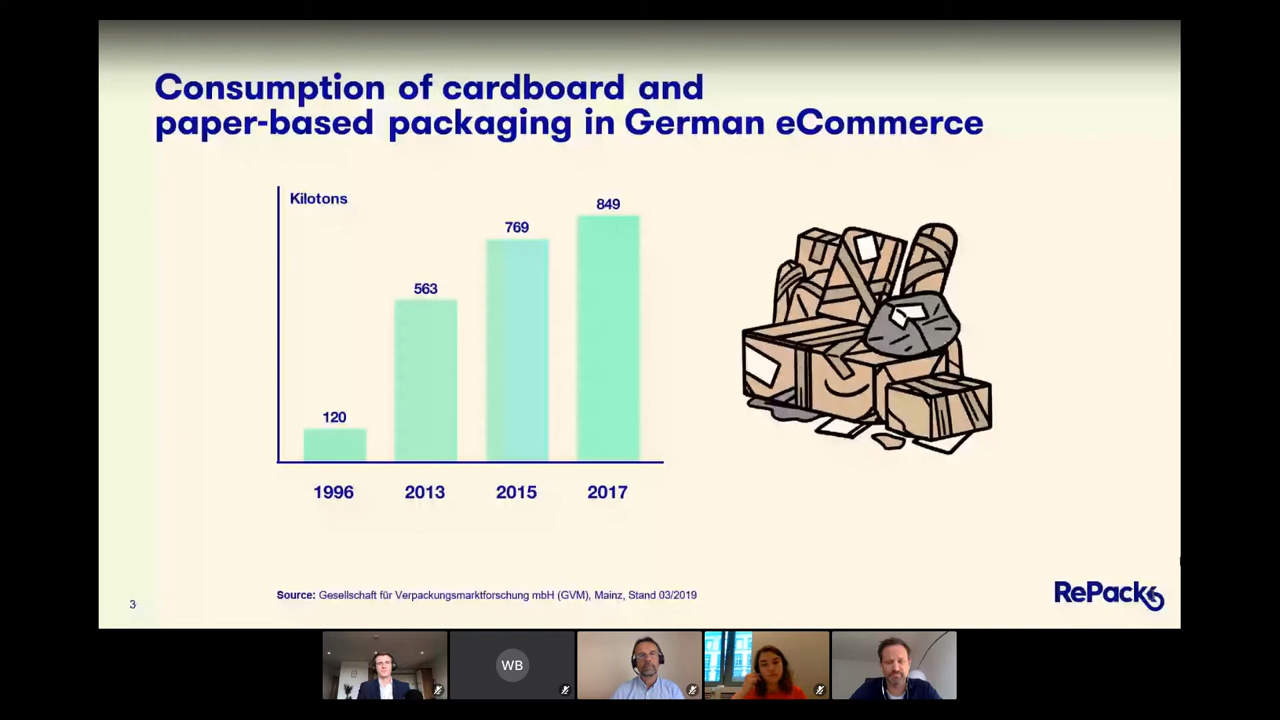 Consumption of cardboard and
paper-based packaging in German eCommerce
Kilotons
849
769
563
120
1996 2013 2015 2017
Source: Gesellschaft für Verpackungsmarktforschung mbH (GVM), Mainz, Stand 03/2019
3
RePack
WB